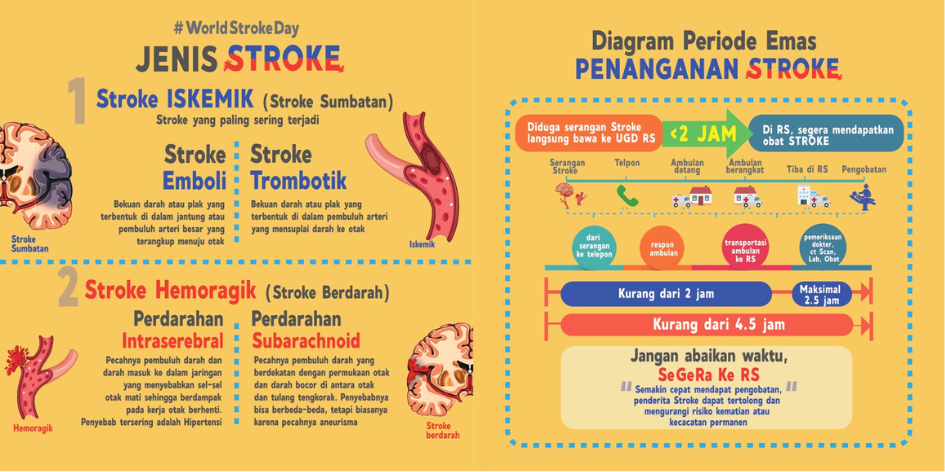 #WorldStrokeDay
JENIS STROKE
1 Stroke ISKEMIK (Stroke Sumbatan)
Stroke yang paling sering terjadi
Stroke
Emboli
Bekuan darah atau plak yang
terbentuk di dalam jantung atau
pembuluh arteri besar yang
terangkup menuju otak
Stroke
Trombotik
Bekuan darah atau plak yang
terbentuk di dalam pembuluh arteri
yang mensuplai darah ke otak
Stroke
Sumbatan
Iskemik
2 Stroke Hemoragik (Stroke Berdarah)
Perdarahan
Intraserebral
Pecahnya pembuluh darah dan
darah masuk ke dalam jaringan
yang menyebabkan sel-sel
otak mati sehingga berdampak
pada kerja otak berhenti.
Penyebab tersering adalah Hipertensi
Perdarahan
Subarachnoid
Pecahnya pembuluh darah yang
berdekatan dengan permukaan otak
dan darah bocor di antara otak
dan tulang tengkorak. Penyebabnya
bisa berbeda-beda, tetapi biasanya
karena pecahnya aneurisma
Hemoragik
Stroke
berdarah
Diagram Periode Emas
PENANGANAN STROKE
Diduga serangan Stroke
langsung bawa ke UGD RS
<2 JAM
Di RS, segera mendapatkan
obat STROKE
Serangan
Stroke
Telpon
Ambulan
datang
Ambulan
berangkat
Tiba di RS
Pengobatan
dari
serangan
ke telepon
respon
ambulan
transportasi
ambulan
ke RS
pemeriksaan
dokter,
ct Scan,
Lab, Obat
Kurang dari 2 jam
Maksimal
2.5 jam
Kurang dari 4.5 jam
Jangan abaikan waktu,
SeGeRa Ke RS
"Semakin cepat mendapat pengobatan,"
penderita Stroke dapat tertolong dan
mengurangi risiko kematian atau
kecacatan permanen